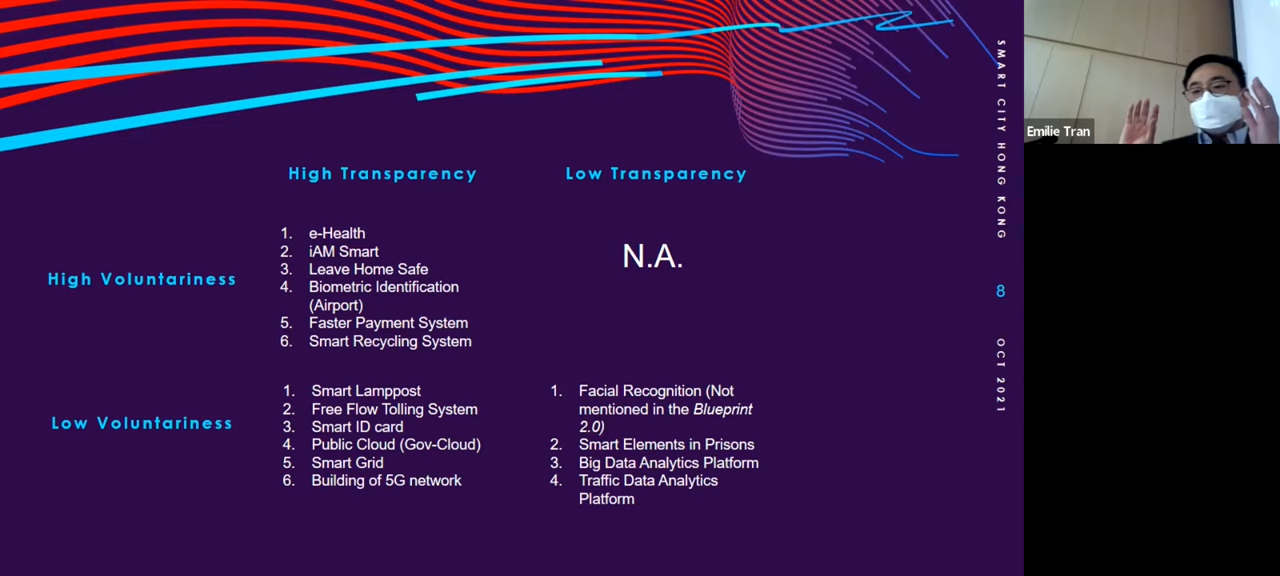 High Transparency
Low Transparency
High Voluntariness
1. e-Health
2. iAM Smart
3. Leave Home Safe
4. Biometric Identification
(Airport)
5. Faster Payment System
6. Smart Recycling System
N.A.
Low Voluntariness
1. Smart Lamppost
2. Free Flow Tolling System
3. Smart ID card
4. Public Cloud (Gov-Cloud)
5. Smart Grid
6. Building of 5G network
1. Facial Recognition (Not
mentioned in the Blueprint
2.0)
2. Smart Elements in Prisons
3. Big Data Analytics Platform
4. Traffic Data Analytics
Platform
SMART CITY HONG KONG
8
OCT 2021
Emilie Tran